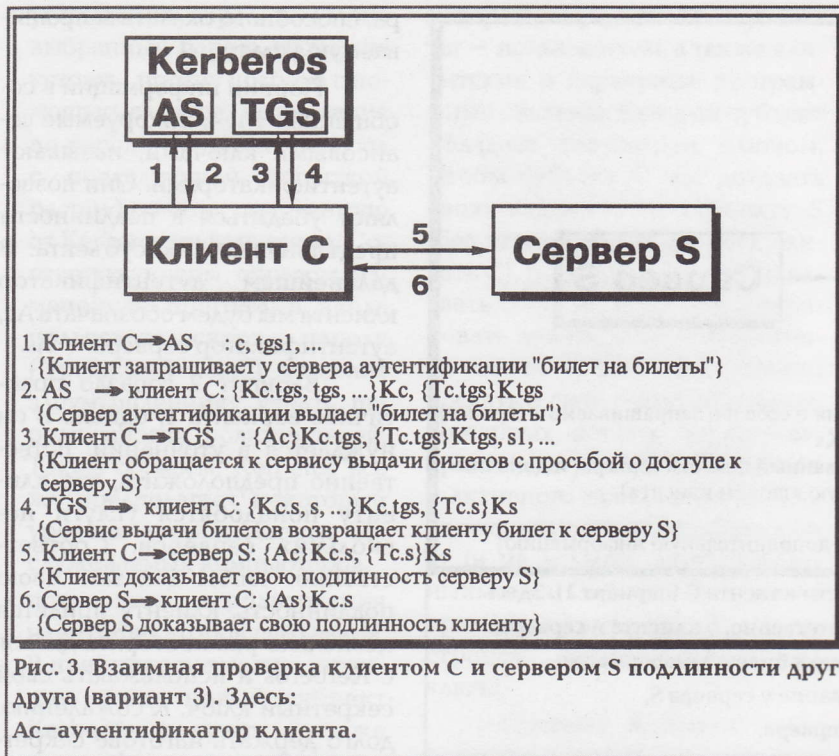 Kerberos
AS TGS
1 2 3 4
Клиент C
5
6
Сервер S
1. Клиент C➔AS : c, tgs1,...
{Клиент запрашивает у сервера аутентификации "билет на билеты"}
2. AS ➔ клиент C: {Kc.tgs, tgs, ...}Kc, {Tc.tgs}Ktgs
{Сервер аутентификации выдает "билет на билеты"}
3. Клиент C ➔TGS : {Ac}Kc.tgs, {Tc.tgs}Ktgs, s1,...
{Клиент обращается к сервису выдачи билетов с просьбой о доступе к
серверу S}
4. TGS ➔ клиент C: {Kc.s, s, ...}Kc.tgs, {Tc.s}Ks
{Сервер выдачи билетов возвращает клиенту билет к серверу S}
5. Клиент C➔сервер S: {Ac}Kc.s, {Tc.s}Ks
{Клиент доказывает свою подлинность серверу S}
6. Сервер S➔клиент C: {As}Kc.s
{Сервер S доказывает свою подлинность клиенту}
Рис. 3. Взаимная проверка клиентом C и сервером S подлинности друг
друга (вариант 3). Здесь:
Ac–аутентификатор клиента.